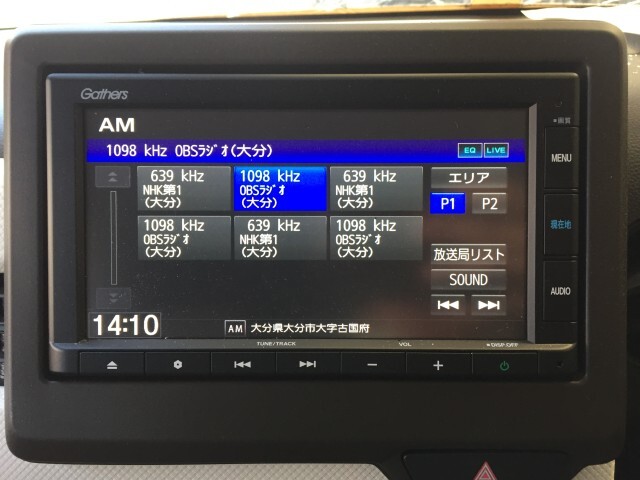 Gathers
AM
1098 kHz OBSﾗｼﾞｵ(大分)
EQ LIVE
639 kHz
NHK第1
(大分)
1098 kHz
OBSﾗｼﾞｵ
(大分)
639 kHz
NHK第1
(大分)
1098 kHz
OBSﾗｼﾞｵ
(大分)
639 kHz
NHK第1
(大分)
1098 kHz
OBSﾗｼﾞｵ
(大分)
エリア
P1 P2
放送局リスト
SOUND
14:10
AM 大分県大分市大字古国府
画質
MENU
現在地
AUDIO
TUNE/TRACK
VOL